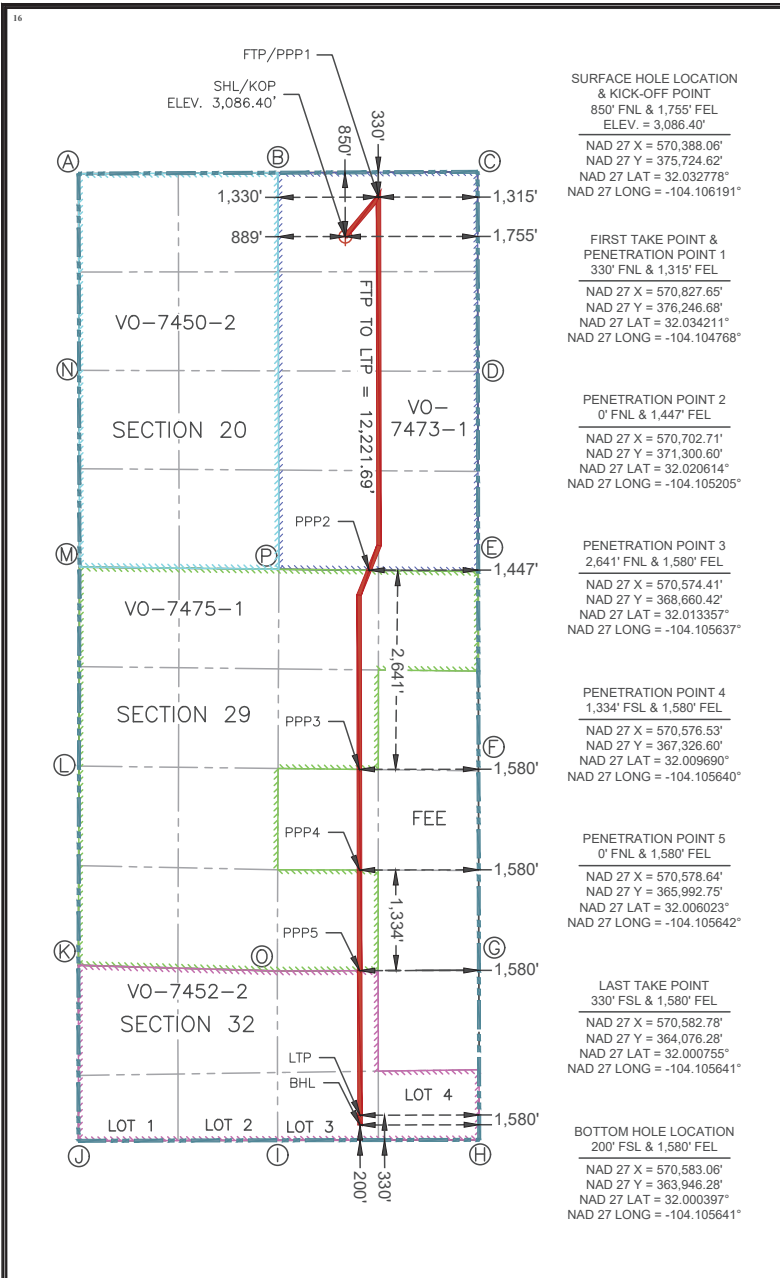 16
FTP/PPP1
SHL/KOP
ELEV. 3,086.40'
850'
330'
A
B
C
1,330'
1,315'
889'
1,755'
VO-7450-2
FTP TO LTP = 12,221.69'
N
D
VO-
7473-1
SECTION 20
PPP2
M
P
E
1,447'
VO-7475-1
2,641'
SECTION 29
PPP3
L
F
1,580'
FEE
PPP4
1,580'
1,334'
PPP5
K
O
G
1,580'
VO-7452-2
SECTION 32
LTP
BHL
LOT 4
1,580'
LOT 1
LOT 2
LOT 3
J
I
H
200'
330'
SURFACE HOLE LOCATION
& KICK-OFF POINT
850' FNL & 1,755' FEL
ELEV. = 3,086.40'
NAD 27 X = 570,388.06'
NAD 27 Y = 375,724.62'
NAD 27 LAT = 32.032778°
NAD 27 LONG = -104.106191°
FIRST TAKE POINT &
PENETRATION POINT 1
330' FNL & 1,315' FEL
NAD 27 X = 570,827.65'
NAD 27 Y = 376,246.68'
NAD 27 LAT = 32.034211°
NAD 27 LONG = -104.104768°
PENETRATION POINT 2
0' FNL & 1,447' FEL
NAD 27 X = 570,702.71'
NAD 27 Y = 371,300.60'
NAD 27 LAT = 32.020614°
NAD 27 LONG = -104.105205°
PENETRATION POINT 3
2,641' FNL & 1,580' FEL
NAD 27 X = 570,574.41'
NAD 27 Y = 368,660.42'
NAD 27 LAT = 32.013357°
NAD 27 LONG = -104.105637°
PENETRATION POINT 4
1,334' FSL & 1,580' FEL
NAD 27 X = 570,576.53'
NAD 27 Y = 367,326.60'
NAD 27 LAT = 32.009690°
NAD 27 LONG = -104.105640°
PENETRATION POINT 5
0' FNL & 1,580' FEL
NAD 27 X = 570,578.64'
NAD 27 Y = 365,992.75'
NAD 27 LAT = 32.006023°
NAD 27 LONG = -104.105642°
LAST TAKE POINT
330' FSL & 1,580' FEL
NAD 27 X = 570,582.78'
NAD 27 Y = 364,076.28'
NAD 27 LAT = 32.000755°
NAD 27 LONG = -104.105641°
BOTTOM HOLE LOCATION
200' FSL & 1,580' FEL
NAD 27 X = 570,583.06'
NAD 27 Y = 363,946.28'
NAD 27 LAT = 32.000397°
NAD 27 LONG = -104.105641°